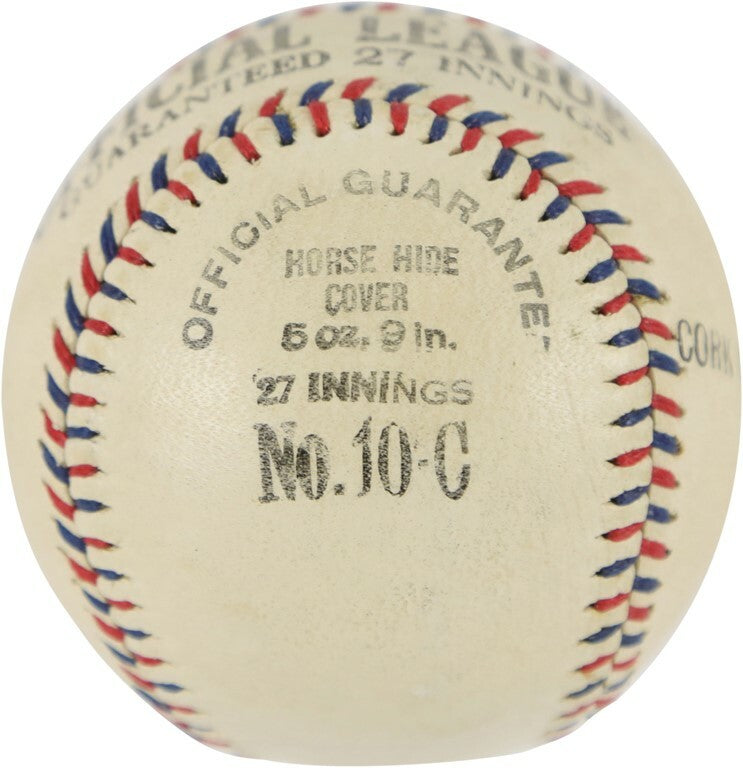 OFFICIAL LEAGUE
GUARANTEED 27 INNINGS
OFFICIAL GUARANTEE
HORSE HIDE
COVER
5 oz. 9 in.
27 INNINGS
No. 10-C
CORK